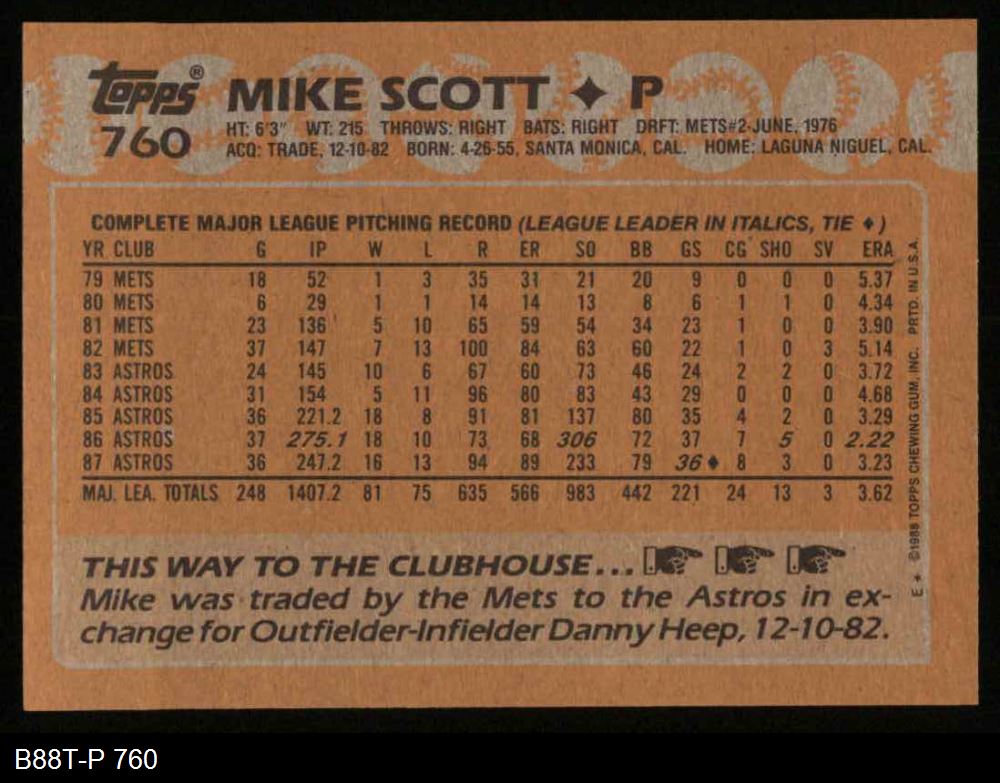 topps® MIKE SCOTT ✦ P
760 HT: 6'3" WT: 215 THROWS: RIGHT BATS: RIGHT DRFT: METS#2-JUNE, 1976
ACQ: TRADE, 12-10-82 BORN: 4-26-55, SANTA MONICA, CAL. HOME: LAGUNA NIGUEL, CAL.
COMPLETE MAJOR LEAGUE PITCHING RECORD (LEAGUE LEADER IN ITALICS, TIE ♦)
YR CLUB G IP W L R ER SO BB GS CG SHO SV ERA
79 METS 18 52 1 3 35 31 21 20 9 0 0 0 5.37
80 METS 6 29 1 1 14 14 13 8 6 1 1 0 4.34
81 METS 23 136 5 10 65 59 54 34 23 1 0 0 3.90
82 METS 37 147 7 13 100 84 63 60 22 1 0 3 5.14
83 ASTROS 24 145 10 6 67 60 73 46 24 2 2 0 3.72
84 ASTROS 31 154 5 11 96 80 83 43 29 0 0 0 4.68
85 ASTROS 36 221.2 18 8 91 81 137 80 35 4 2 0 3.29
86 ASTROS 37 275.1 18 10 73 68 306 72 37 7 5 0 2.22
87 ASTROS 36 247.2 16 13 94 89 233 79 36♦ 8 3 0 3.23
MAJ. LEA. TOTALS 248 1407.2 81 75 635 566 983 442 221 24 13 3 3.62
THIS WAY TO THE CLUBHOUSE...
Mike was traded by the Mets to the Astros in ex-
change for Outfielder-Infielder Danny Heep, 12-10-82.
E* ©1988 TOPPS CHEWING GUM, INC. PRTD. IN U.S.A.
B88T-P 760